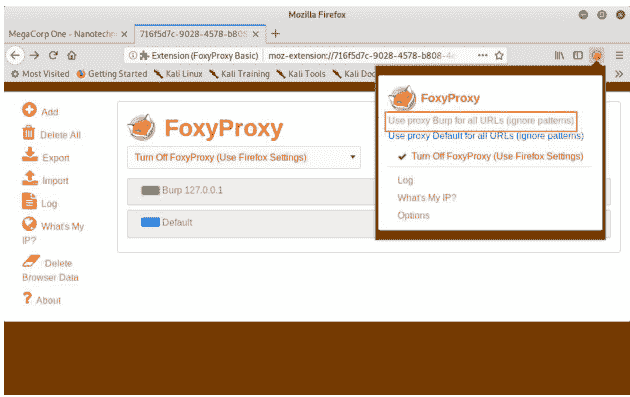 Mozilla Firefox
MegaCorp One - Nanotechn
716f5d7c-9028-4578-b808
Extension (FoxyProxy Basic)
moz-extension://716f5d7c-9028-4578-b808-4
Most Visited
Getting Started
Kali Linux
Kali Training
Kali Tools
Kali Doc
Add
Delete All
Export
Import
Log
What's My
IP?
Delete
Browser Data
About
FoxyProxy
Turn Off FoxyProxy (Use Firefox Settings)
Burp 127.0.0.1
Default
FoxyProxy
Use proxy Burp for all URLs (ignore patterns)
Use proxy Default for all URLs (ignore patterns)
Turn Off FoxyProxy (Use Firefox Settings)
Log
What's My IP?
Options